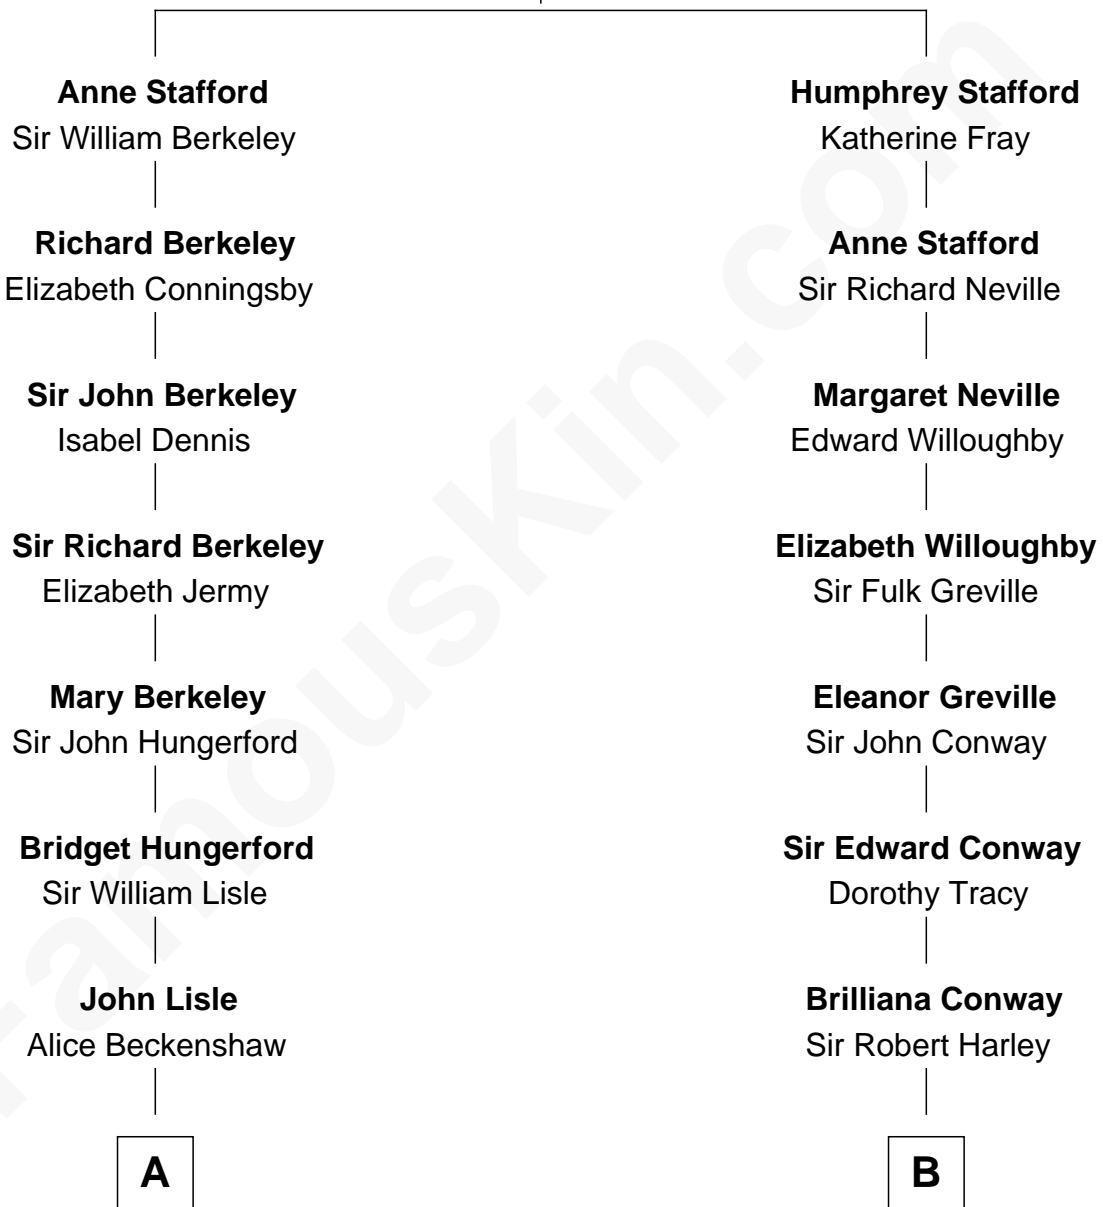 Anne Stafford
Sir William Berkeley
Richard Berkeley
Elizabeth Conningsby
Sir John Berkeley
Isabel Dennis
Sir Richard Berkeley
Elizabeth Jermy
Mary Berkeley
Sir John Hungerford
Bridget Hungerford
Sir William Lisle
John Lisle
Alice Beckenshaw
A
Humphrey Stafford
Katherine Fray
Anne Stafford
Sir Richard Neville
Margaret Neville
Edward Willoughby
Elizabeth Willoughby
Sir Fulk Greville
Eleanor Greville
Sir John Conway
Sir Edward Conway
Dorothy Tracy
Brilliana Conway
Sir Robert Harley
B
FamousKin.com